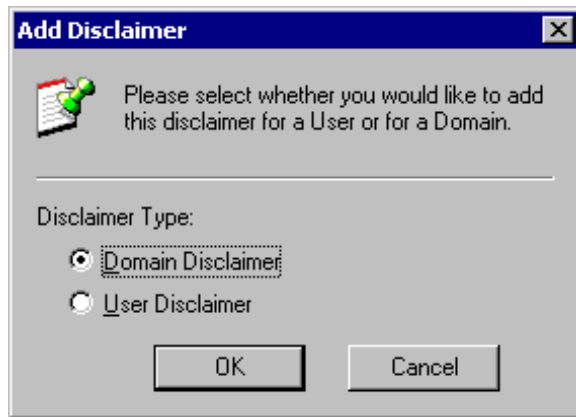 Add Disclaimer
Please select whether you would like to add
this disclaimer for a User or for a Domain.
Disclaimer Type:
Domain Disclaimer
User Disclaimer
OK Cancel